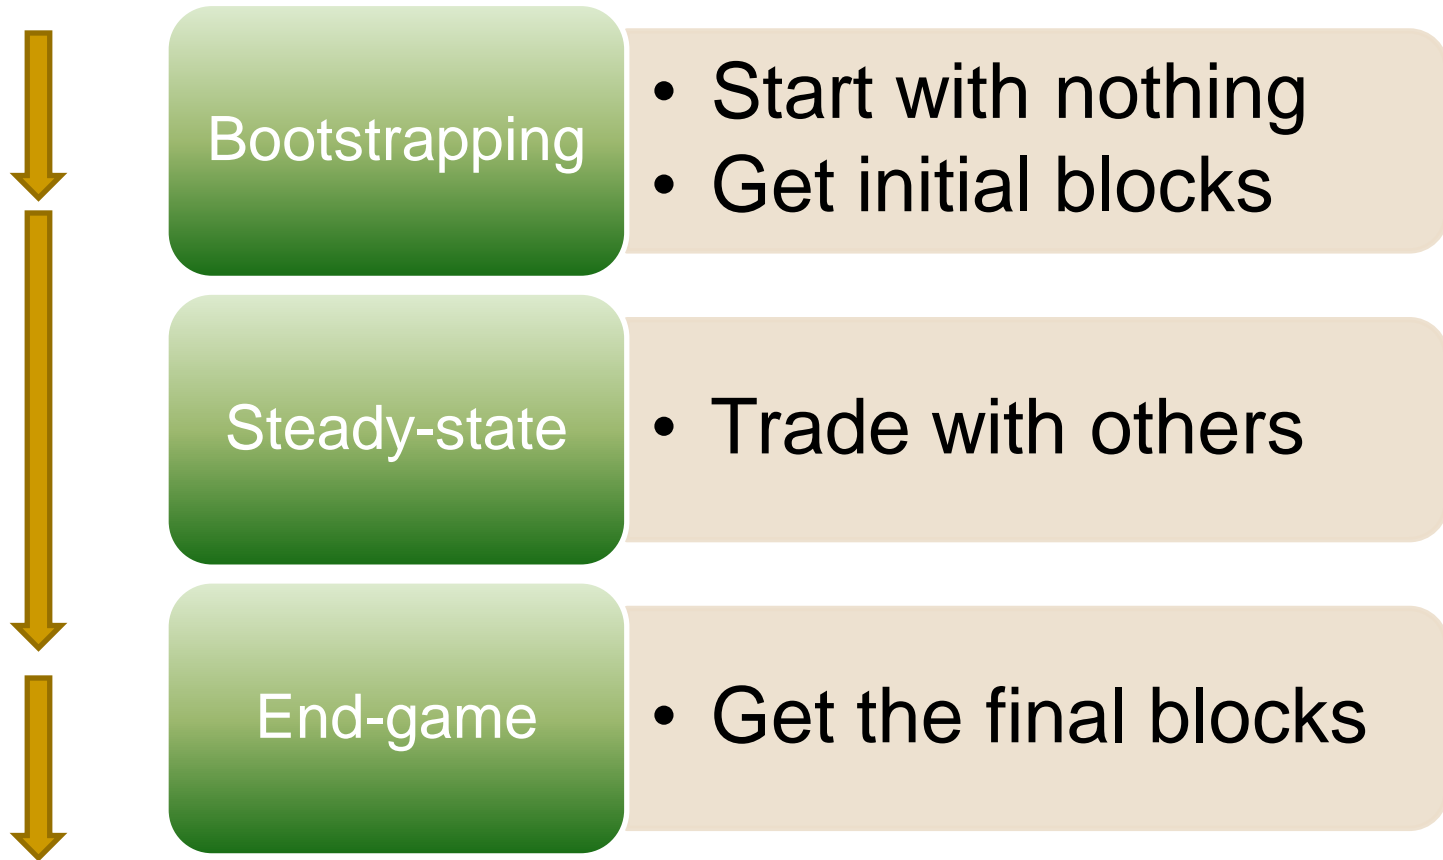 Bootstrapping
• Start with nothing
• Get initial blocks
Steady-state
• Trade with others
End-game
• Get the final blocks